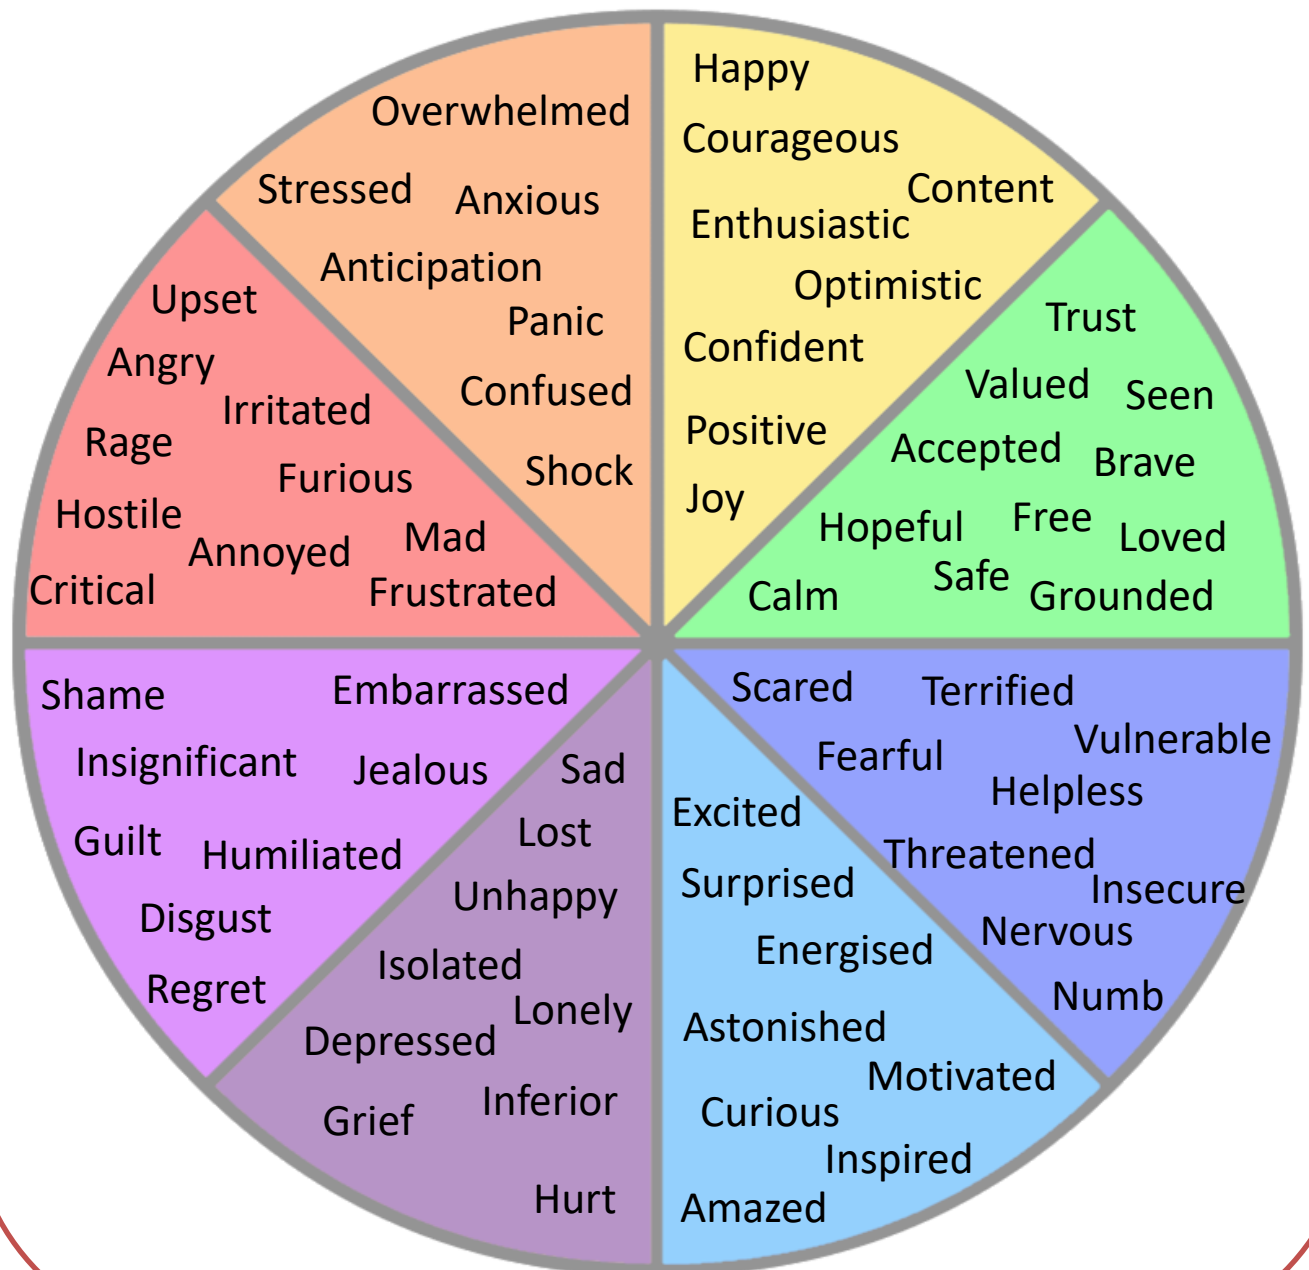 Happy
Courageous
Content
Enthusiastic
Optimistic
Confident
Positive
Joy
Trust
Valued
Seen
Accepted
Brave
Hopeful
Free
Loved
Safe
Calm
Grounded
Scared
Terrified
Vulnerable
Fearful
Helpless
Threatened
Insecure
Nervous
Numb
Excited
Surprised
Energised
Astonished
Motivated
Curious
Inspired
Amazed
Sad
Lost
Unhappy
Isolated
Lonely
Depressed
Inferior
Grief
Hurt
Shame
Embarrassed
Insignificant
Jealous
Guilt
Humiliated
Disgust
Regret
Upset
Angry
Irritated
Rage
Furious
Hostile
Mad
Annoyed
Critical
Frustrated
Overwhelmed
Stressed
Anxious
Anticipation
Panic
Confused
Shock